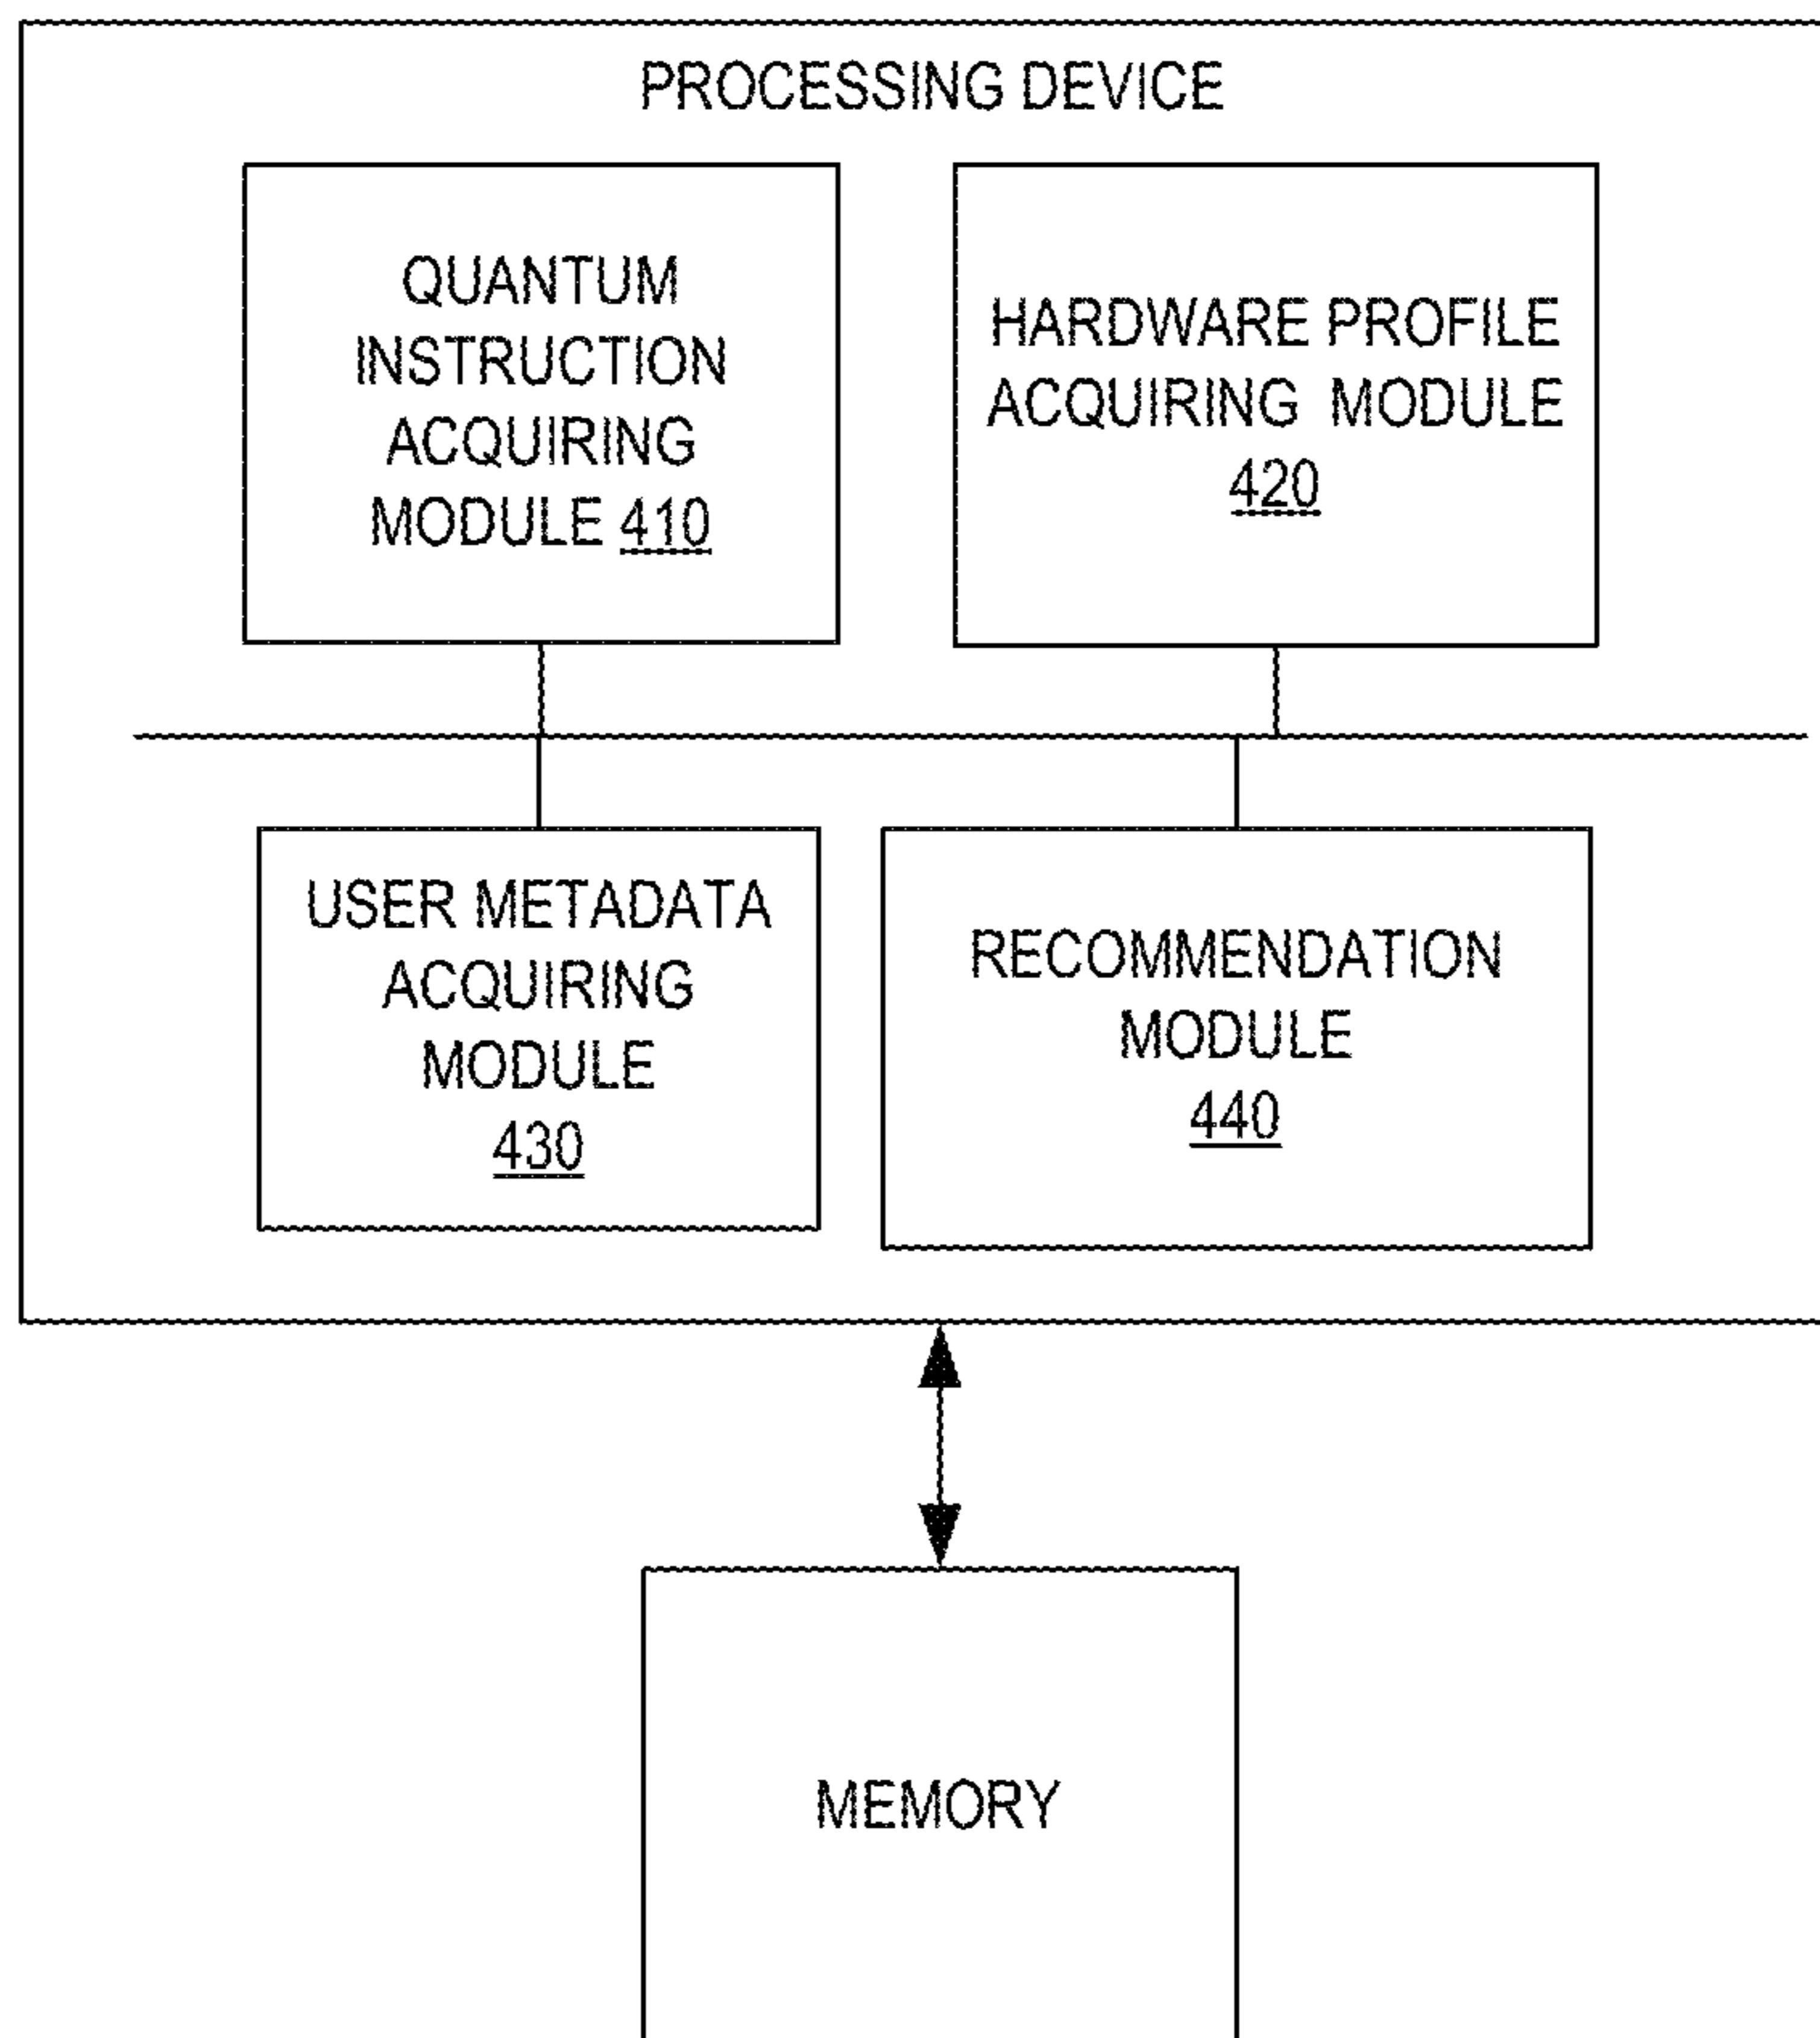 PROCESSING DEVICE
QUANTUM
INSTRUCTION
ACQUIRING
MODULE 410
HARDWARE PROFILE
ACQUIRING MODULE
420
USER METADATA
ACQUIRING
MODULE
430
RECOMMENDATION
MODULE
440
MEMORY